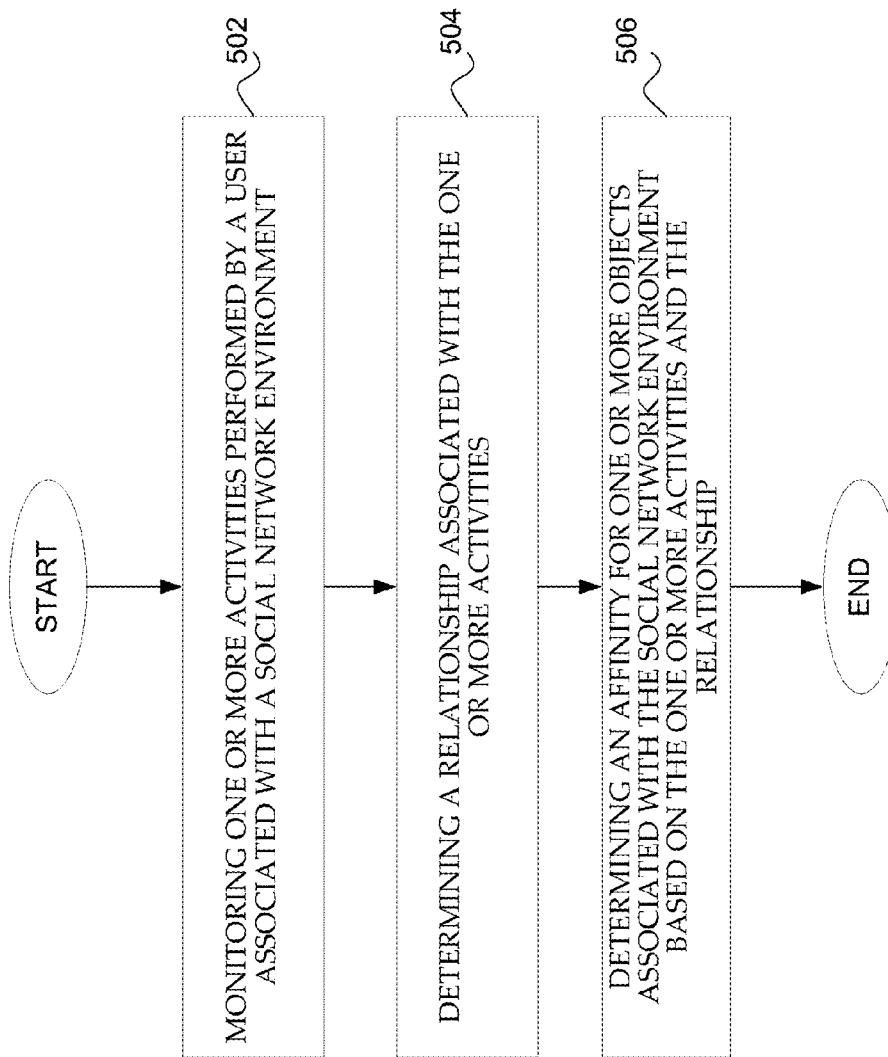 START
502
MONITORING ONE OR MORE ACTIVITIES PERFORMED BY A USER
ASSOCIATED WITH A SOCIAL NETWORK ENVIRONMENT
504
DETERMINING A RELATIONSHIP ASSOCIATED WITH THE ONE
OR MORE ACTIVITIES
506
DETERMINING AN AFFINITY FOR ONE OR MORE OBJECTS
ASSOCIATED WITH THE SOCIAL NETWORK ENVIRONMENT
BASED ON THE ONE OR MORE ACTIVITIES AND THE
RELATIONSHIP
END